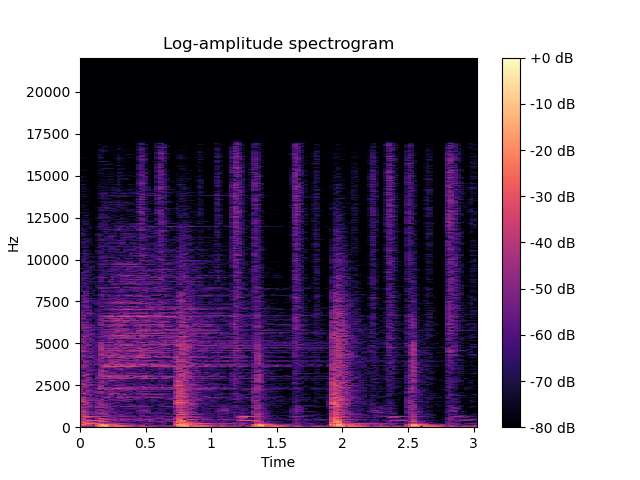 Log-amplitude spectrogram
20000
17500
15000
12500
10000
7500
5000
2500
0
Hz
0 0.5 1 1.5 2 2.5 3
Time
+0 dB
-10 dB
-20 dB
-30 dB
-40 dB
-50 dB
-60 dB
-70 dB
-80 dB